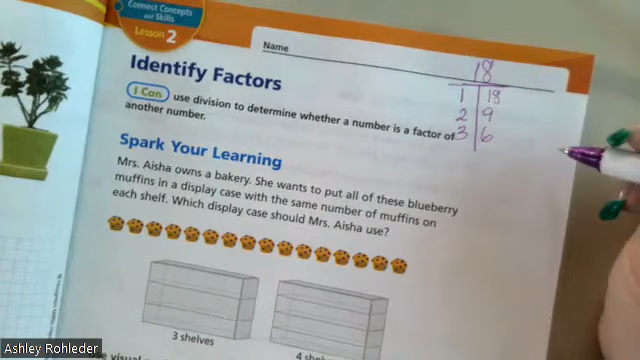 Connect Concepts
and Skills
Lesson 2
Name
18
1 18
2 9
3 6
Identify Factors
I Can use division to determine whether a number is a factor of
another number.
Spark Your Learning
Mrs. Aisha owns a bakery. She wants to put all of these blueberry
muffins in a display case with the same number of muffins on
each shelf. Which display case should Mrs. Aisha use?
3 shelves
4
Ashley Rohleder